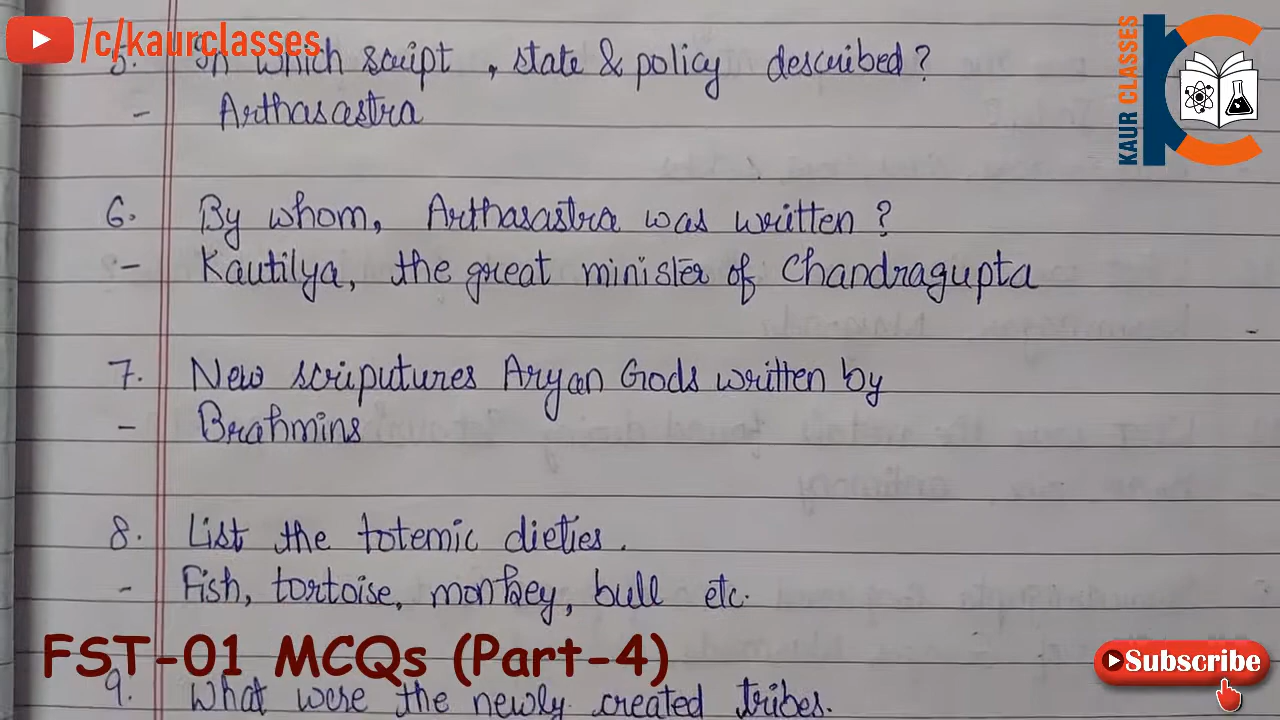 /c/kaurclasses
KAUR CLASSES
5. In which script, state & policy described?
- Arthasastra
6. By whom, Arthasastra was written?
- Kautilya, the great minister of Chandragupta
7. New scriputures Aryan Gods written by
- Brahmins
8. List the totemic dieties.
- Fish, tortoise, monkey, bull etc.
FST-01 MCQs (Part-4)
Subscribe
9. What were the newly created tribes.